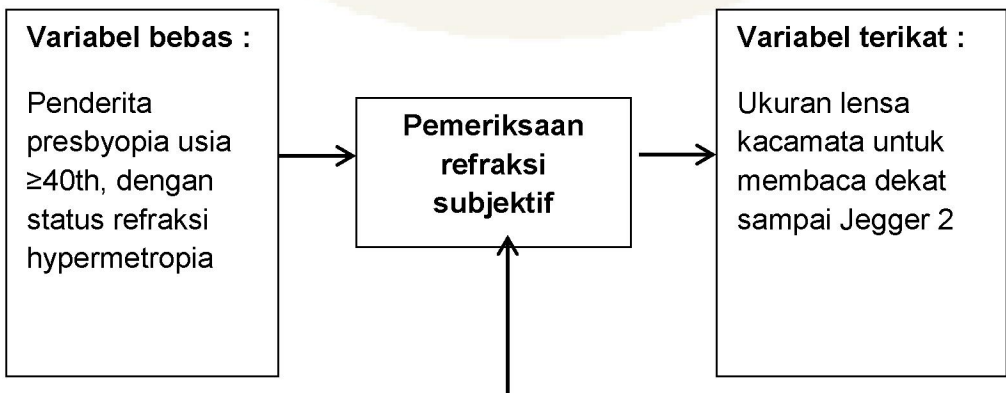 Variabel bebas :
Penderita
presbyopia usia
≥40th, dengan
status refraksi
hypermetropia
Pemeriksaan
refraksi
subjektif
Variabel terikat :
Ukuran lensa
kacamata untuk
membaca dekat
sampai Jegger 2